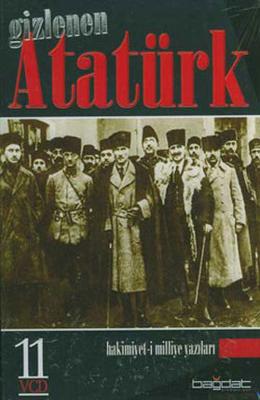 gizlenen
Atatürk
hakimiyet-i milliye yazıları
11
VCD
bağdat